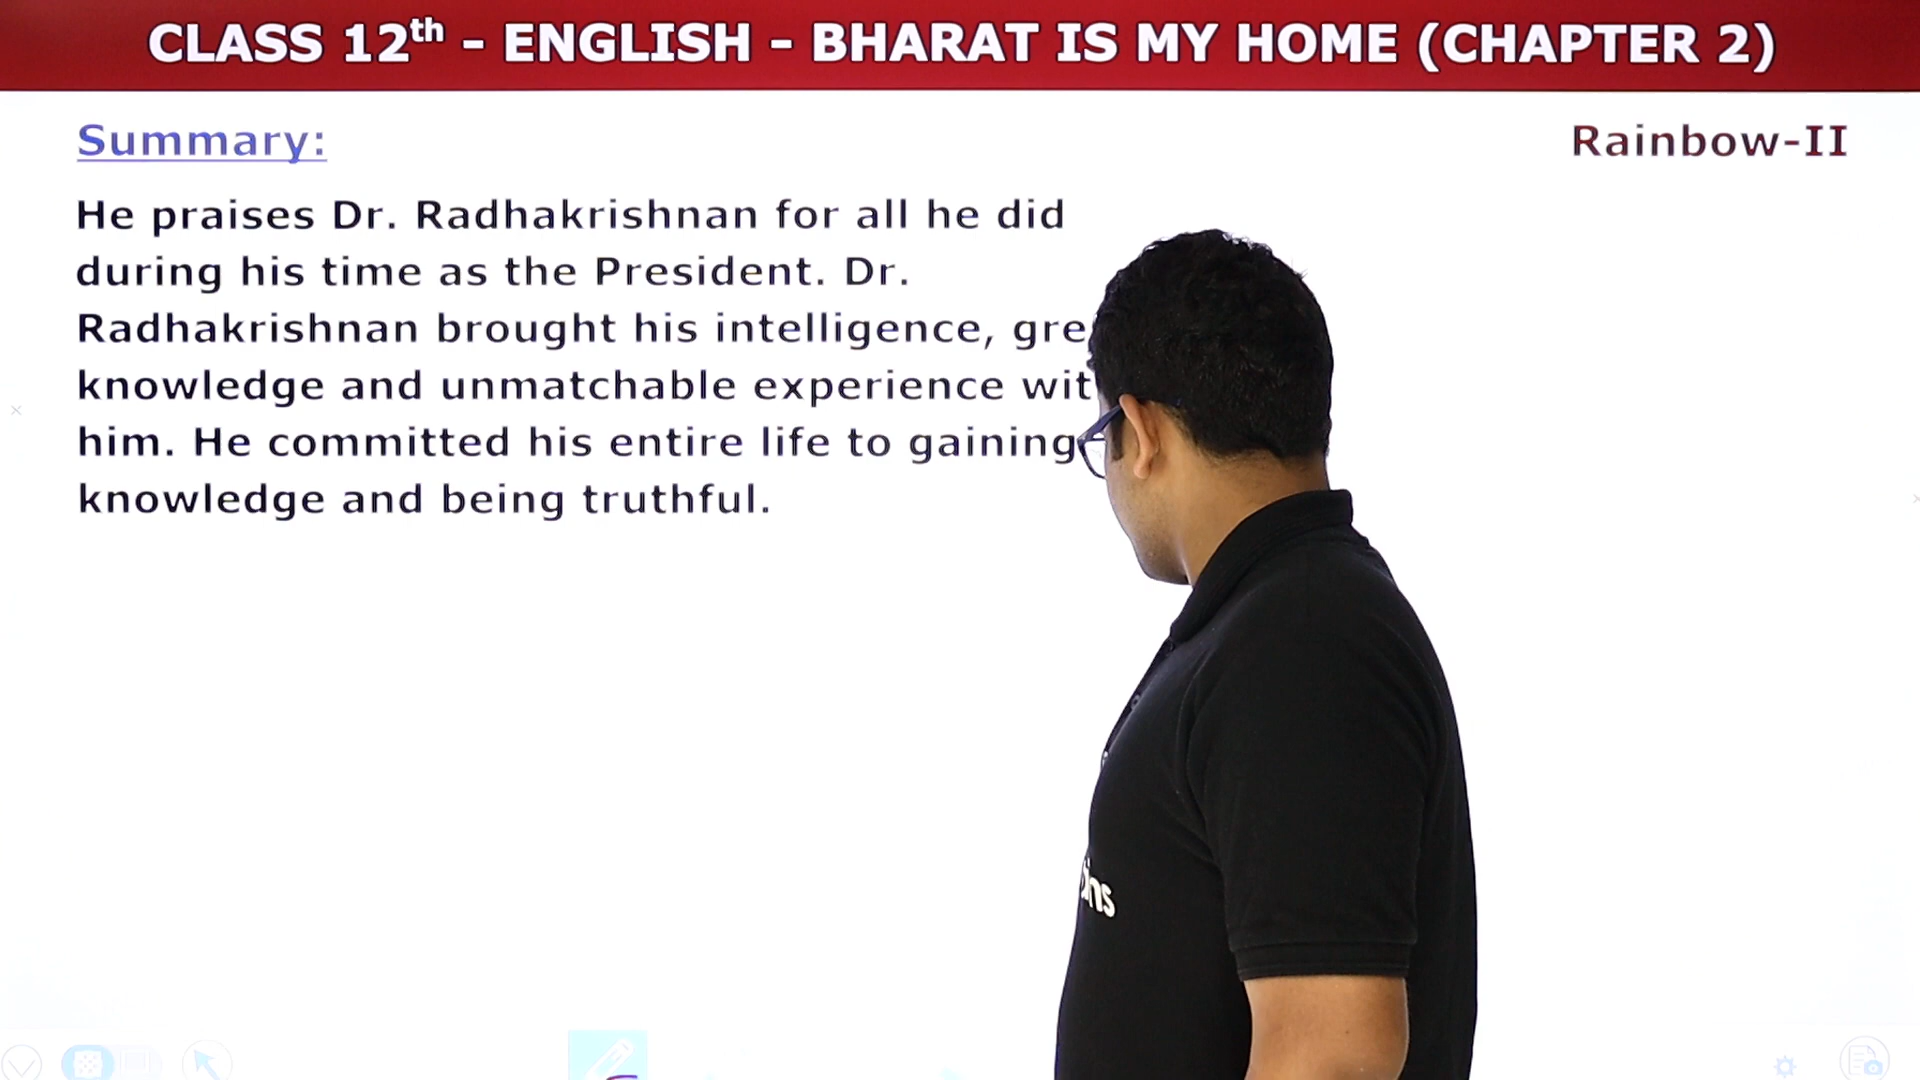 CLASS 12th - ENGLISH - BHARAT IS MY HOME (CHAPTER 2)
Summary:
Rainbow-II
He praises Dr. Radhakrishnan for all he did
during his time as the President. Dr.
Radhakrishnan brought his intelligence,
knowledge and unmatchable experience
him. He committed his entire life to gaining
knowledge and being truthful.